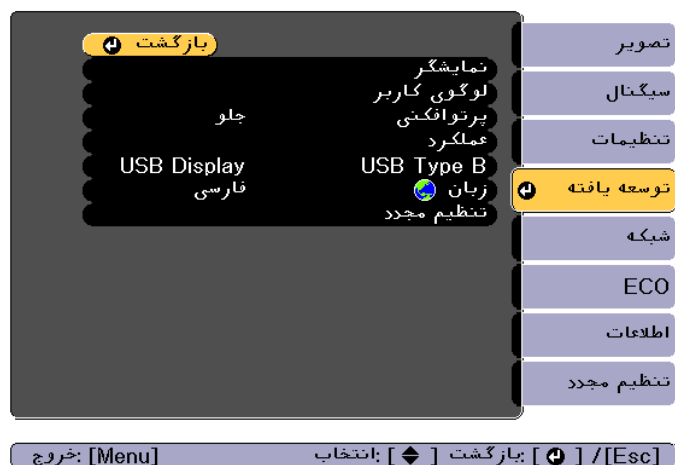 تصویر
سیگنال
تنظیمات
توسعه یافته
شبکه
ECO
اطلاعات
تنظیم مجدد
بازگشت
نمایشگر
لوگوی کاربر
پرتوافکنی جلو
عملکرد
USB Type B USB Display
زبان فارسی
تنظیم مجدد
[Esc]/[ ]:بازگشت [ ]:انتخاب [Menu]:خروج